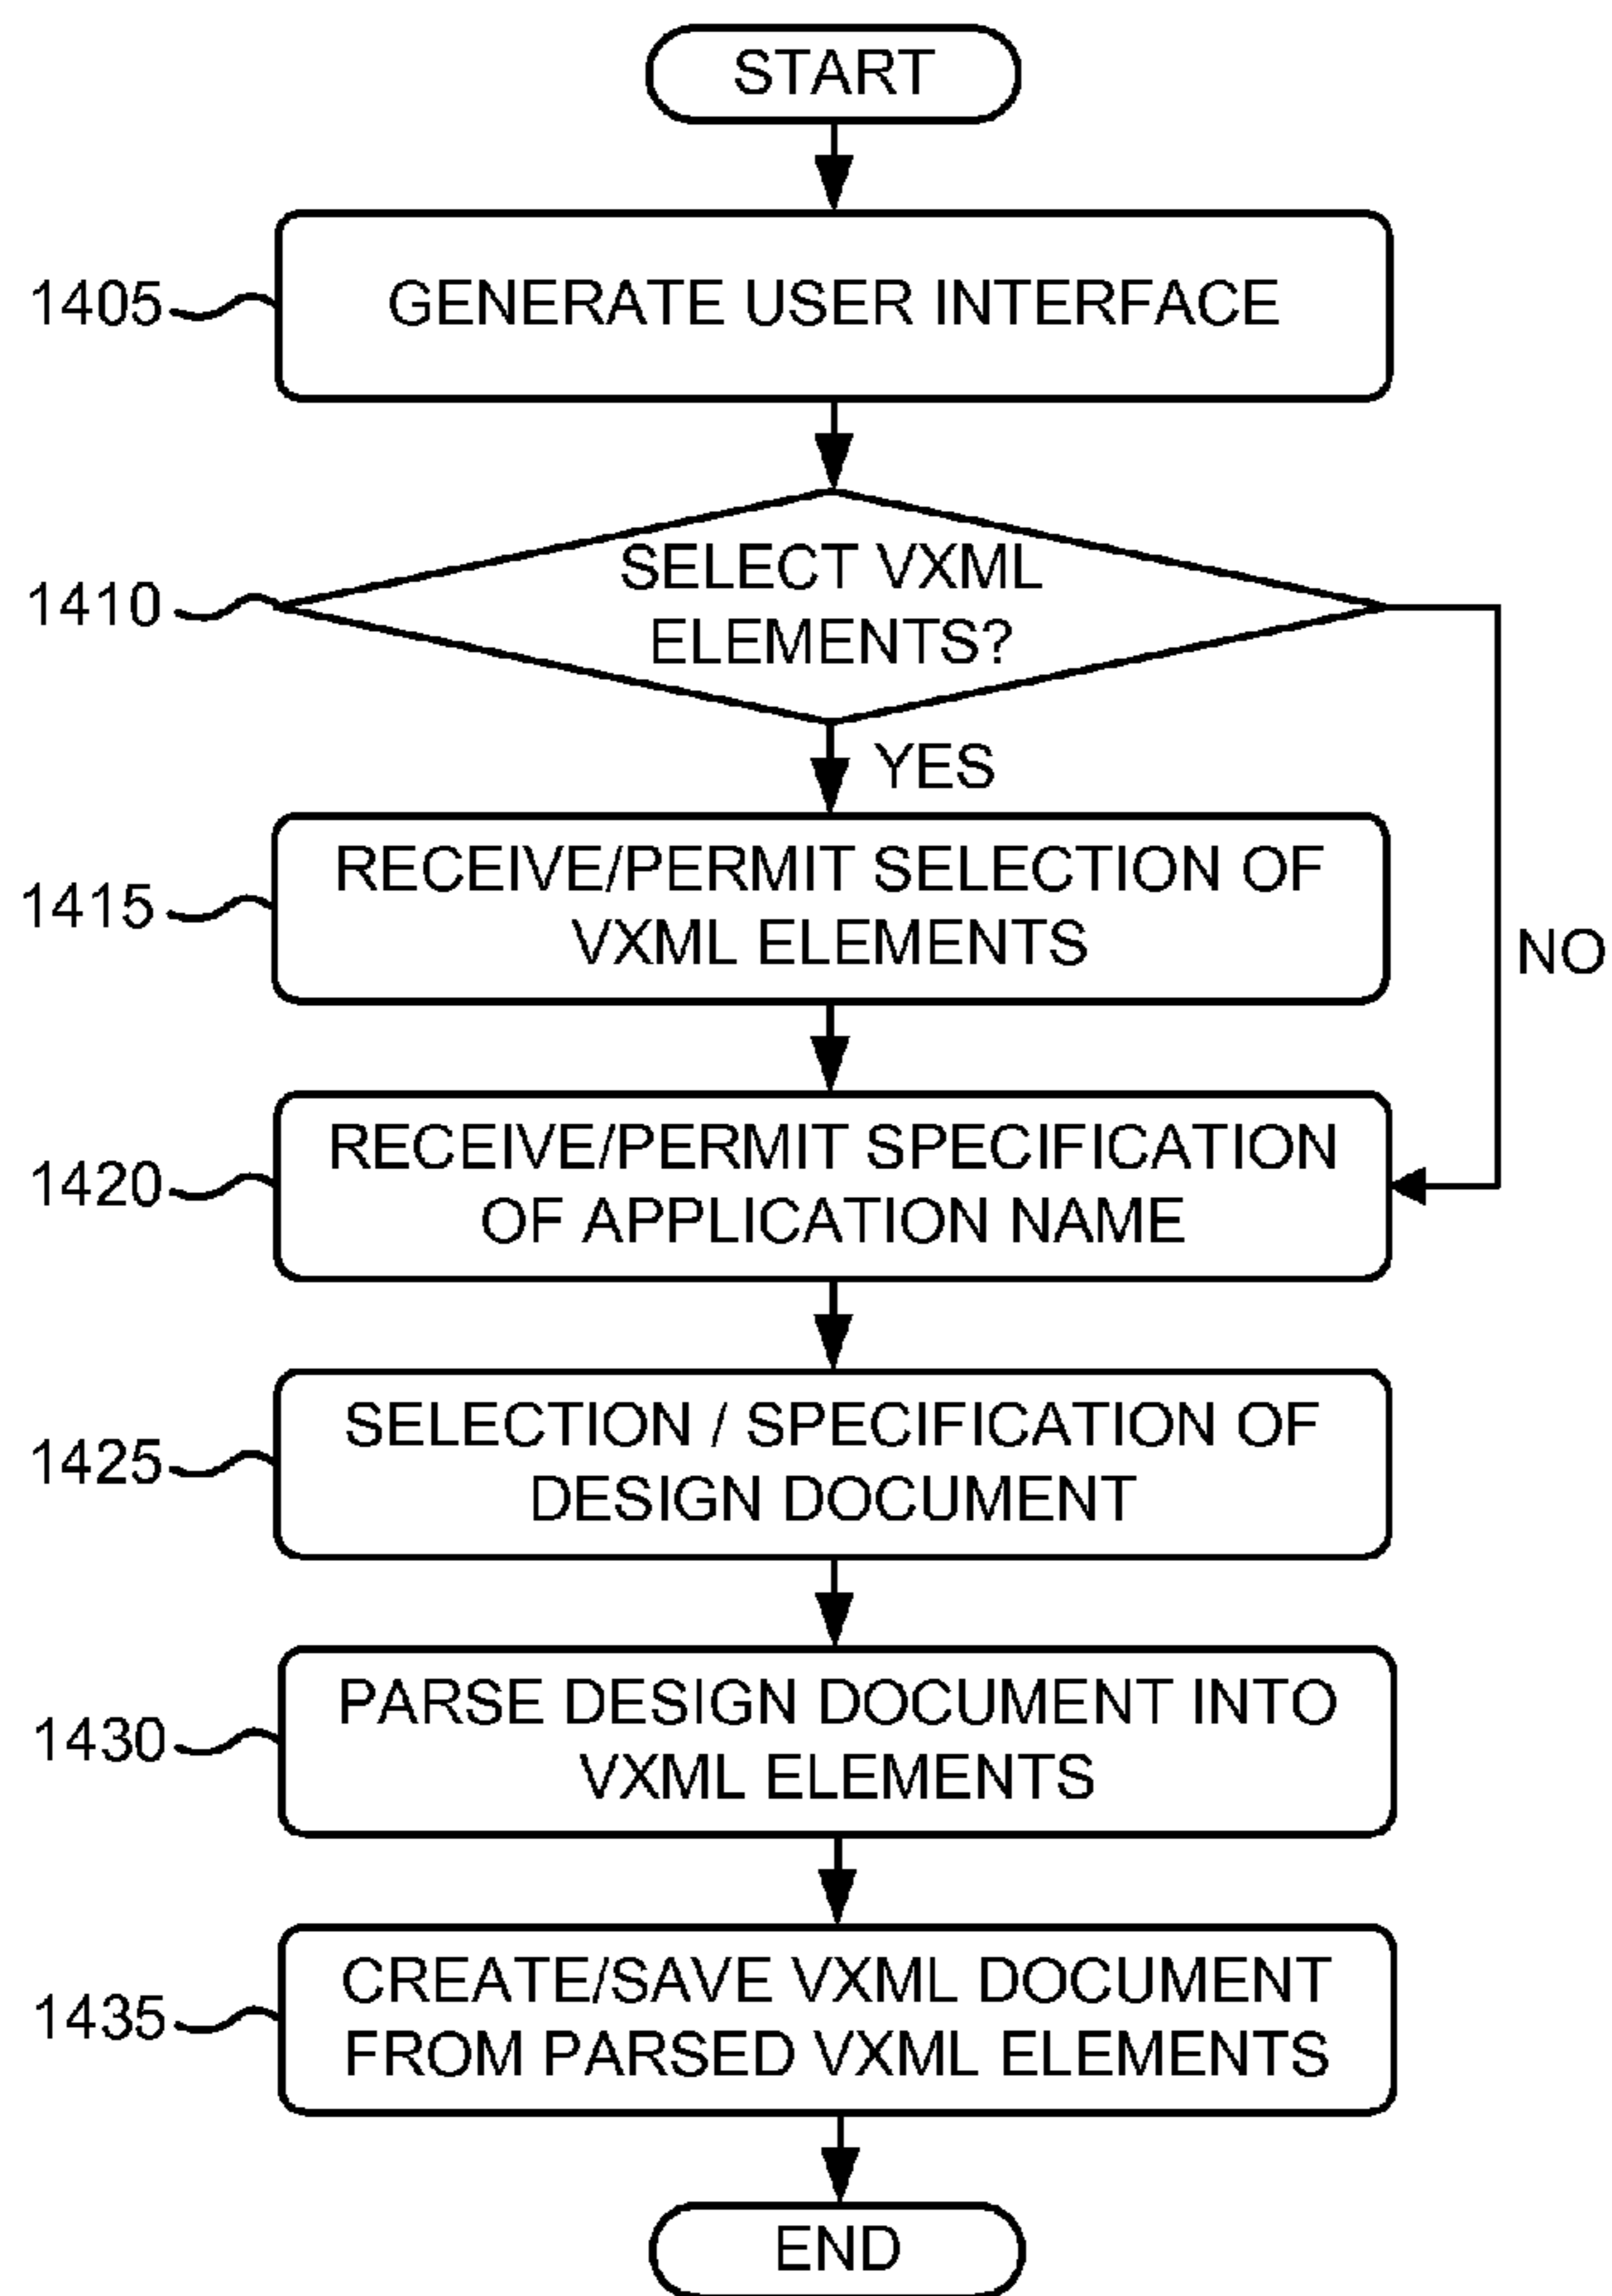 START
1405
GENERATE USER INTERFACE
1410
SELECT VXML
ELEMENTS?
YES
1415
RECEIVE/PERMIT SELECTION OF
VXML ELEMENTS
NO
1420
RECEIVE/PERMIT SPECIFICATION
OF APPLICATION NAME
1425
SELECTION / SPECIFICATION OF
DESIGN DOCUMENT
1430
PARSE DESIGN DOCUMENT INTO
VXML ELEMENTS
1435
CREATE/SAVE VXML DOCUMENT
FROM PARSED VXML ELEMENTS
END